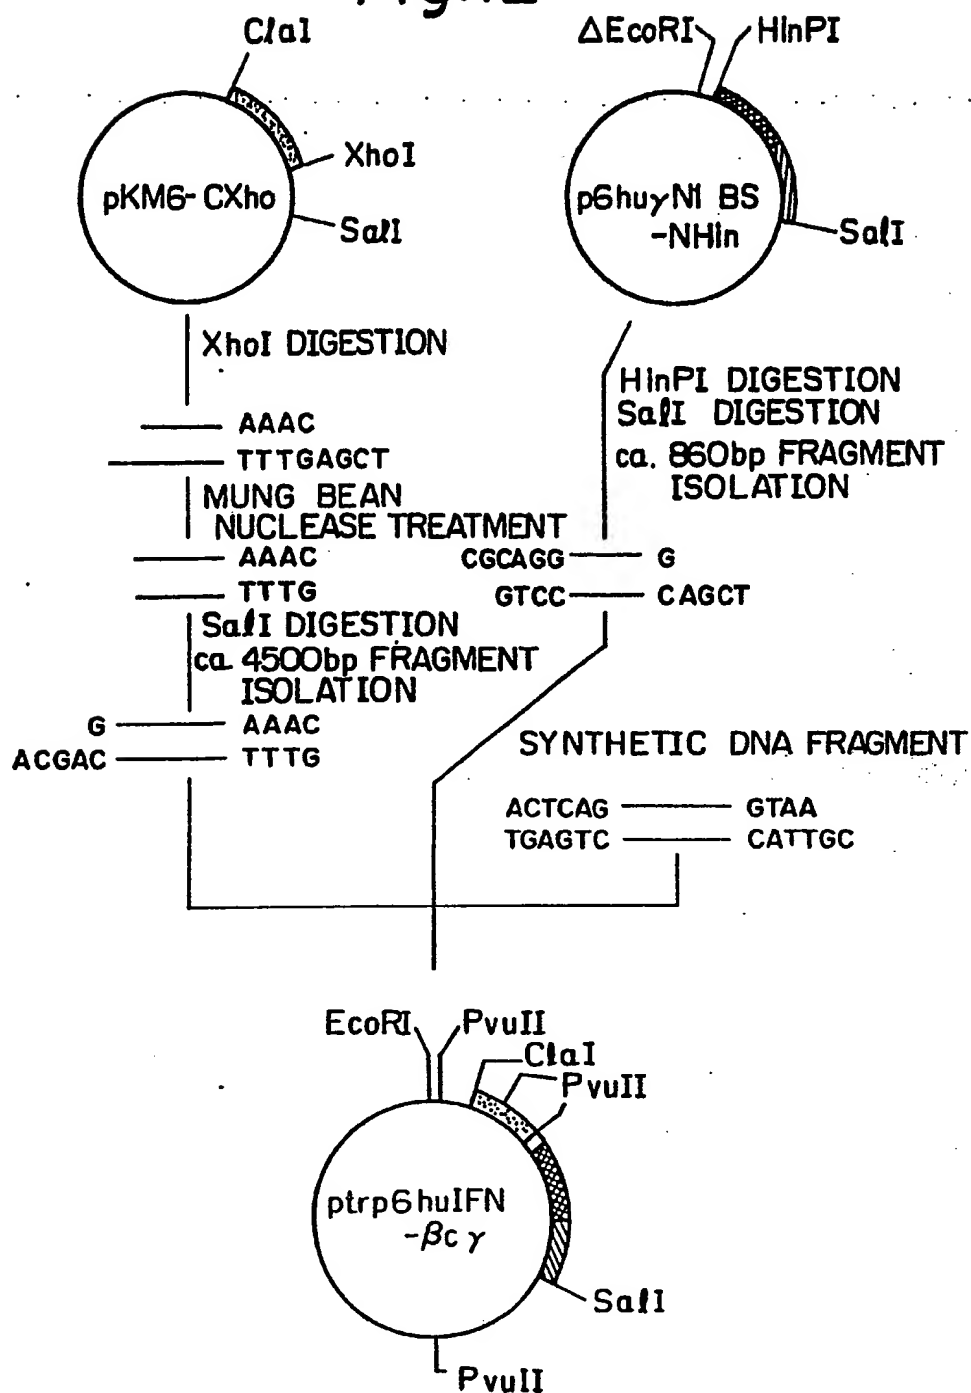 ClaI
XhoI
pKM6-CXho
SalI
ΔEcoRI
HinPI
p6huγN1 BS
-NHin
SalI
XhoI DIGESTION
AAAC
TTTGAGCT
MUNG BEAN
NUCLEASE TREATMENT
AAAC
TTTG
SalI DIGESTION
ca. 4500bp FRAGMENT
ISOLATION
G AAAC
ACGAC TTTG
HinPI DIGESTION
SalI DIGESTION
ca. 860bp FRAGMENT
ISOLATION
CGCAGG G
GTCC CAGCT
SYNTHETIC DNA FRAGMENT
ACTCAG GTAA
TGAGTC CATTGC
EcoRI
PvuII
ClaI
PvuII
ptrp6huIFN
-βcγ
SalI
PvuII